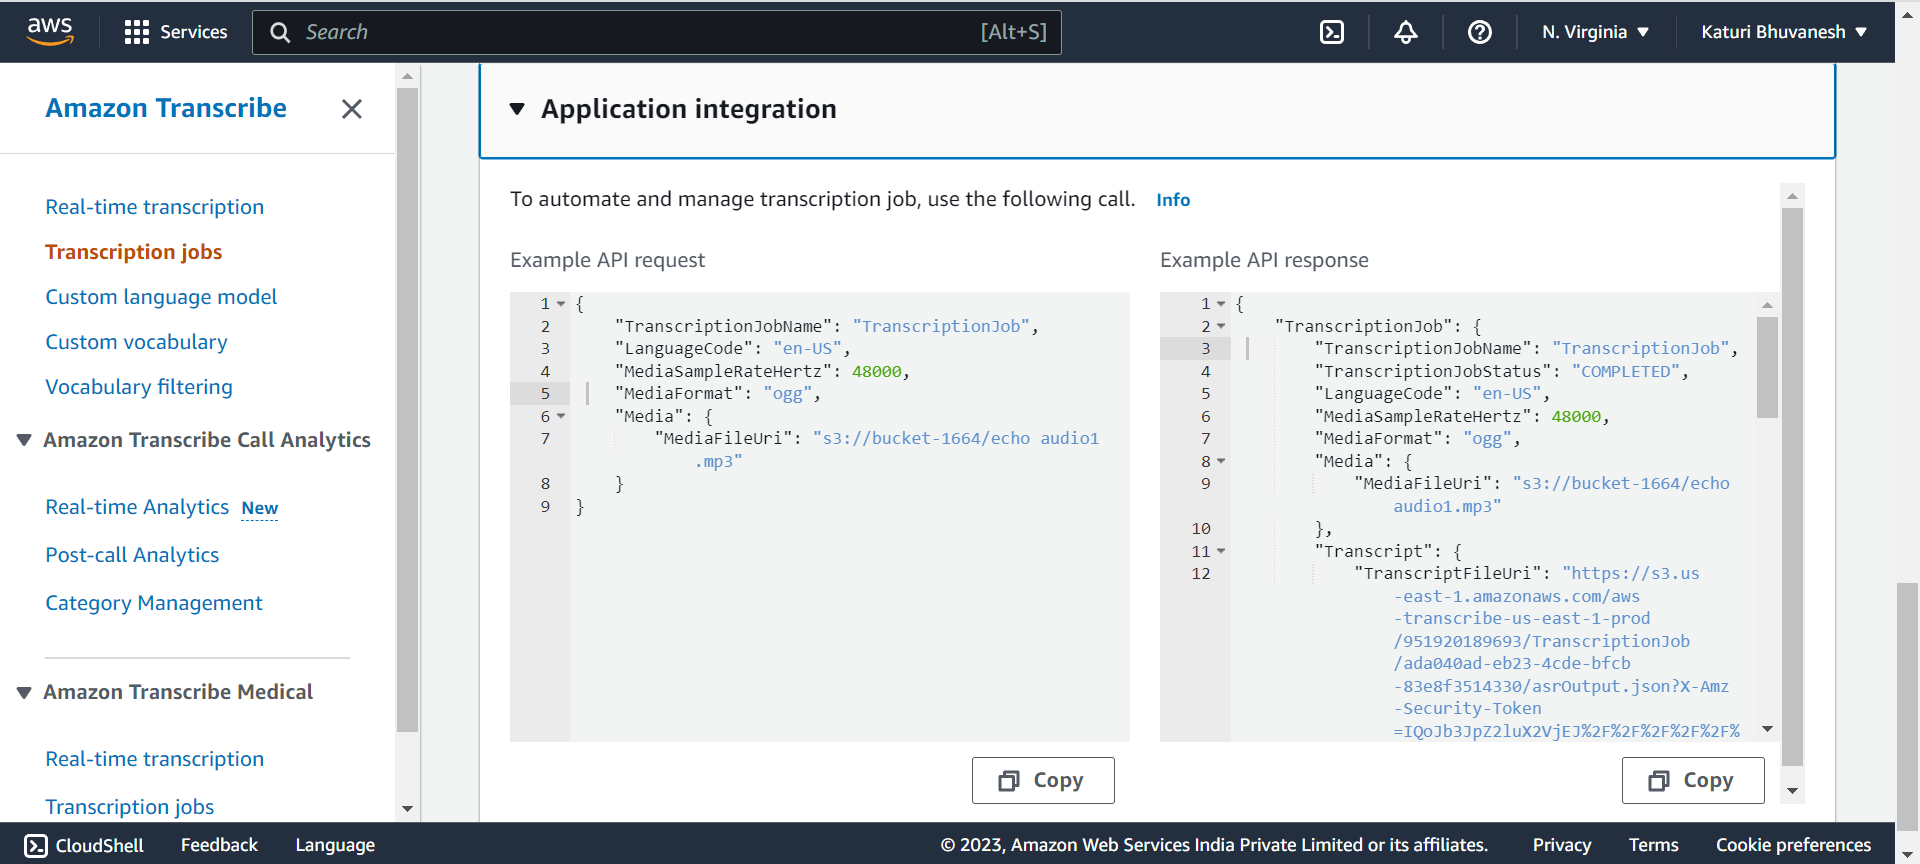 aws
Services
Search
[Alt+S]
N. Virginia
Katuri Bhuvanesh
Amazon Transcribe
Real-time transcription
Transcription jobs
Custom language model
Custom vocabulary
Vocabulary filtering
Amazon Transcribe Call Analytics
Real-time Analytics New
Post-call Analytics
Category Management
Amazon Transcribe Medical
Real-time transcription
Transcription jobs
Application integration
To automate and manage transcription job, use the following call. Info
Example API request
1 {
2 "TranscriptionJobName": "TranscriptionJob",
3 "LanguageCode": "en-US",
4 "MediaSampleRateHertz": 48000,
5 "MediaFormat": "ogg",
6 "Media": {
7 "MediaFileUri": "s3://bucket-1664/echo audio1
.mp3"
8 }
9 }
Copy
Example API response
1 {
2 "TranscriptionJob": {
3 "TranscriptionJobName": "TranscriptionJob",
4 "TranscriptionJobStatus": "COMPLETED",
5 "LanguageCode": "en-US",
6 "MediaSampleRateHertz": 48000,
7 "MediaFormat": "ogg",
8 "Media": {
9 "MediaFileUri": "s3://bucket-1664/echo
audio1.mp3"
10 },
11 "Transcript": {
12 "TranscriptFileUri": "https://s3.us
-east-1.amazonaws.com/aws
-transcribe-us-east-1-prod
/951920189693/TranscriptionJob
/ada040ad-eb23-4cde-bfcb
-83e8f3514330/asrOutput.json?X-Amz
-Security-Token
=IQoJb3JpZ2luX2VjEJ%2F%2F%2F%2F%2F%
Copy
CloudShell
Feedback
Language
© 2023, Amazon Web Services India Private Limited or its affiliates.
Privacy
Terms
Cookie preferences